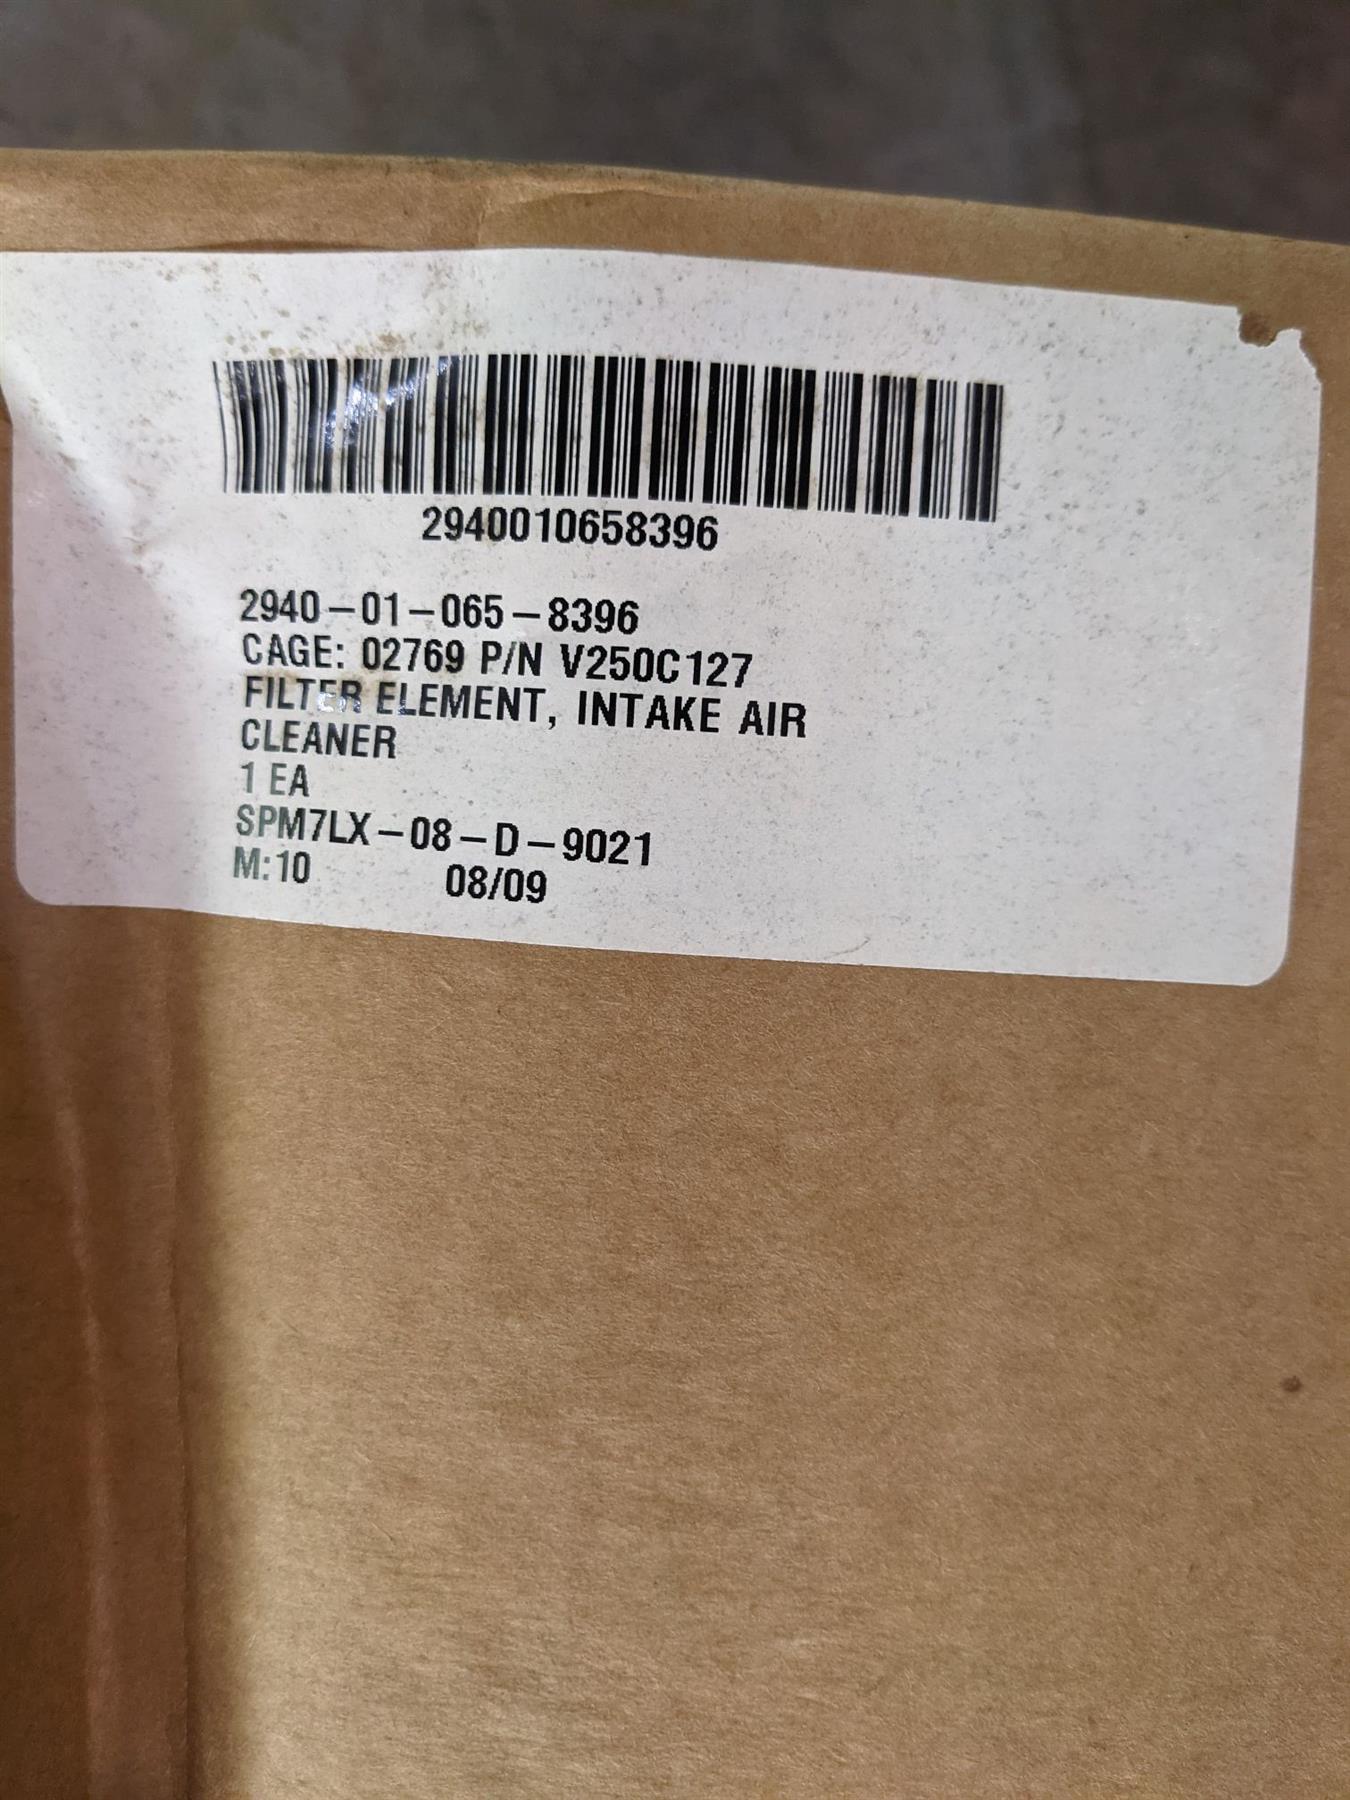 2940010658396
2940-01-065-8396
CAGE: 02769 P/N V250C127
FILTER ELEMENT, INTAKE AIR
CLEANER
1 EA
SPM7LX-08-D-9021
M:10 08/09